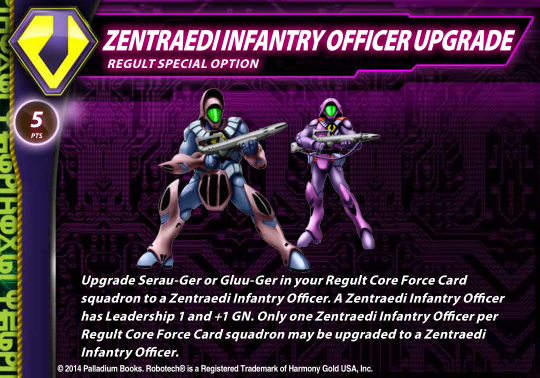 ZENTRAEDI INFANTRY OFFICER UPGRADE
REGULT SPECIAL OPTION
5
PTS
Upgrade Serau-Ger or Gluu-Ger in your Regult Core Force Card
squadron to a Zentraedi Infantry Officer. A Zentraedi Infantry Officer
has Leadership 1 and +1 GN. Only one Zentraedi Infantry Officer per
Regult Core Force Card squadron may be upgraded to a Zentraedi
Infantry Officer.
© 2014 Palladium Books. Robotech® is a Registered Trademark of Harmony Gold USA, Inc.